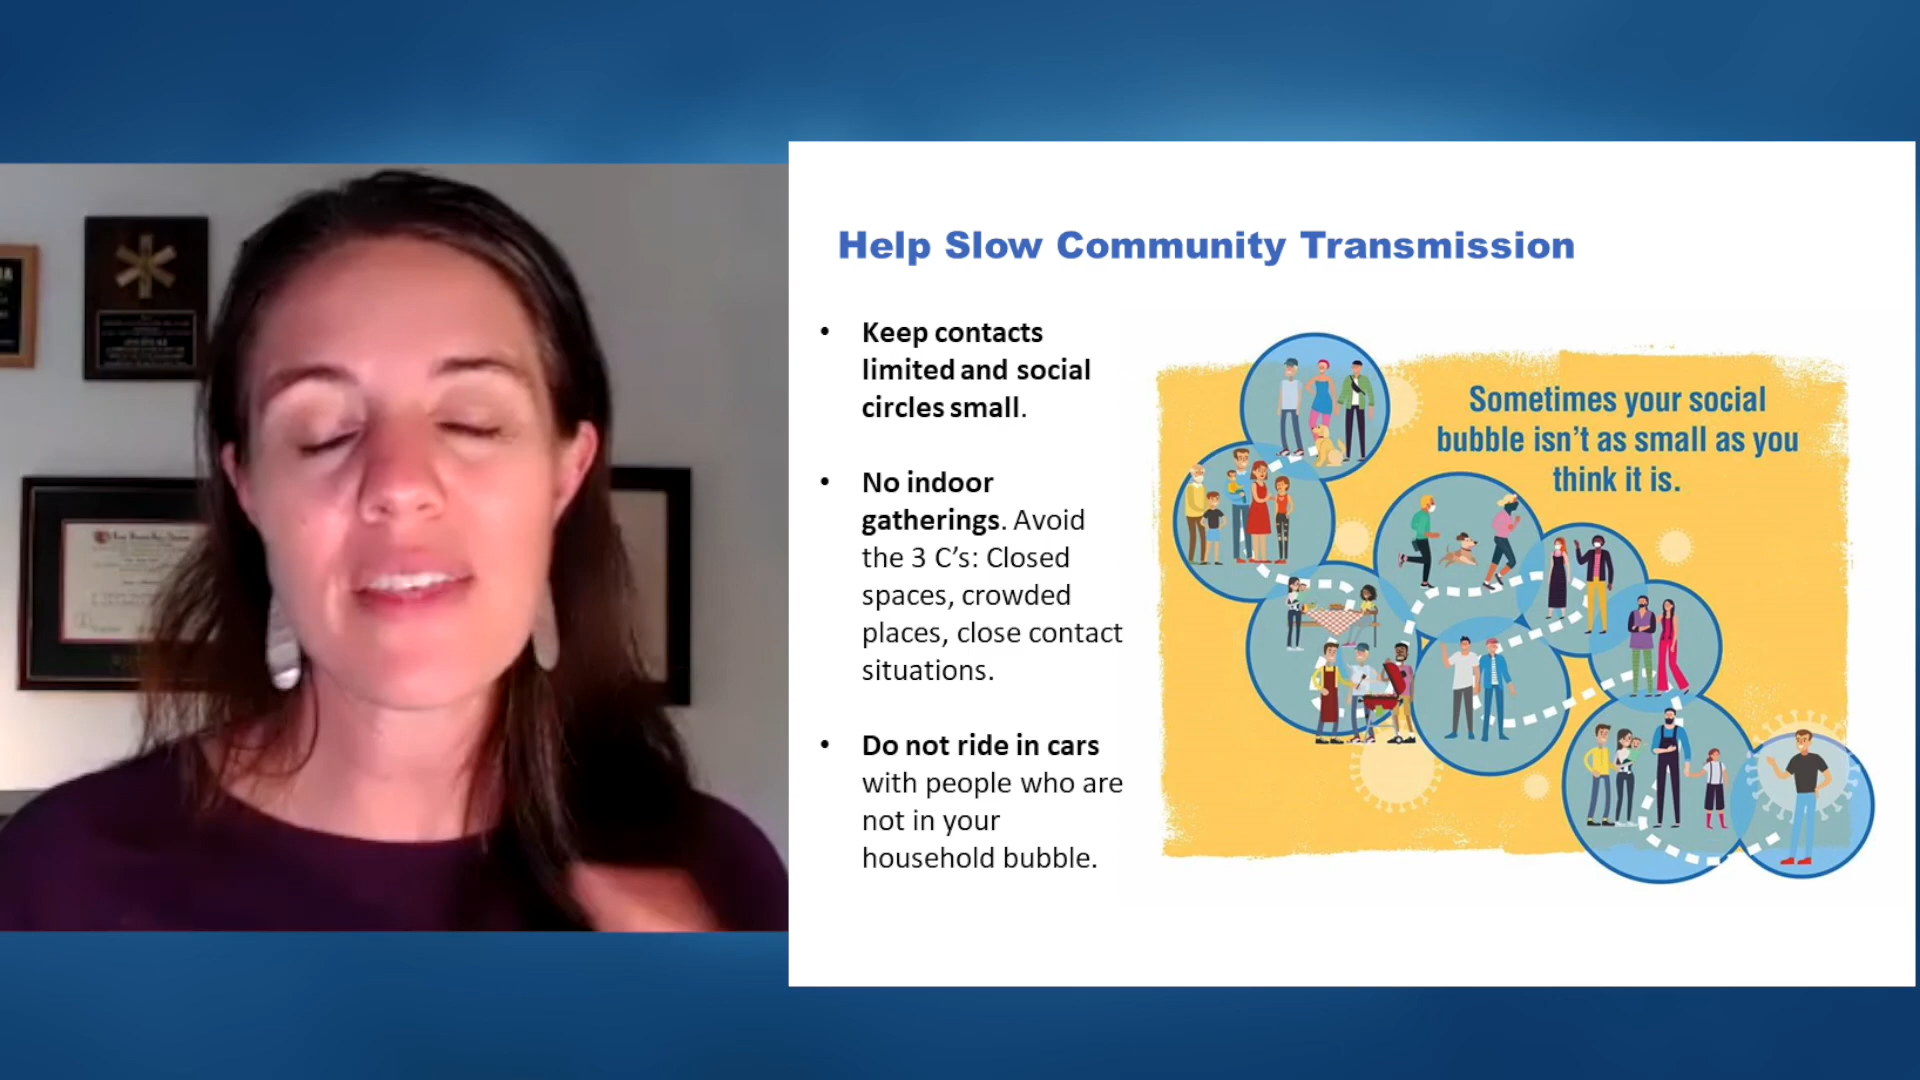 Help Slow Community Transmission
• Keep contacts
limited and social
circles small.
• No indoor
gatherings. Avoid
the 3 C’s: Closed
spaces, crowded
places, close contact
situations.
• Do not ride in cars
with people who are
not in your
household bubble.
Sometimes your social
bubble isn’t as small as you
think it is.